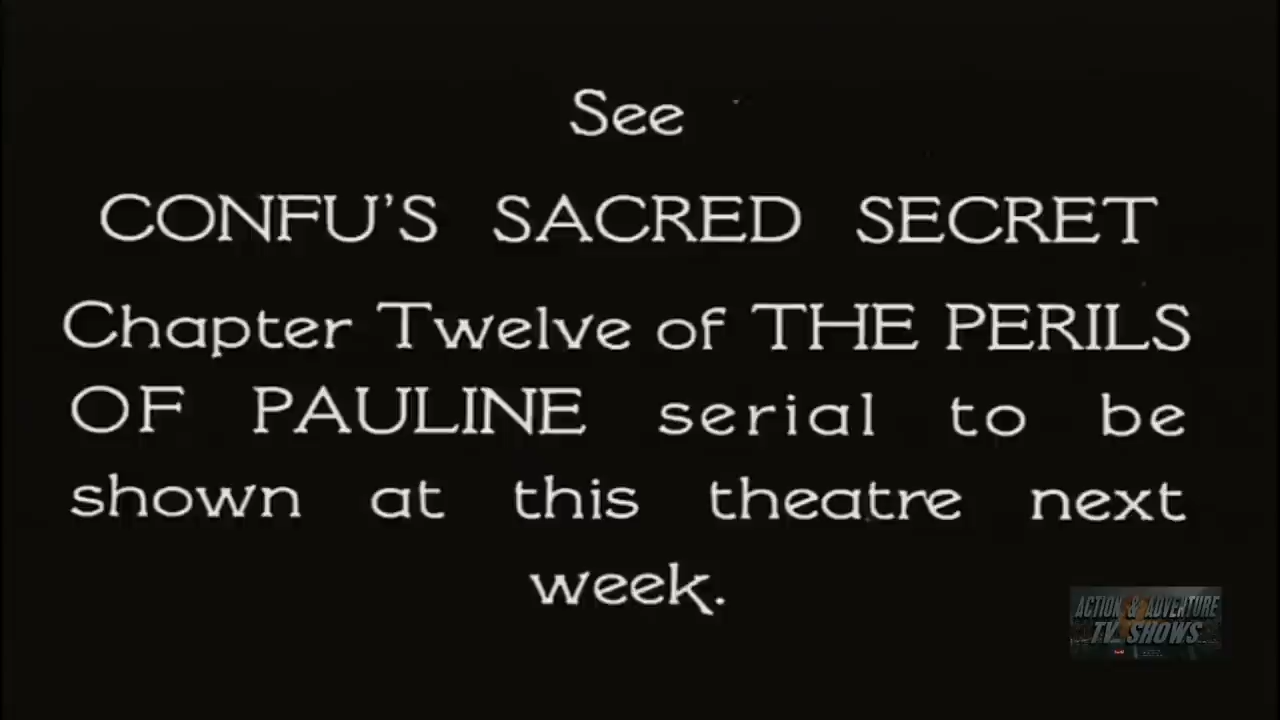 See
CONFU'S SACRED SECRET
Chapter Twelve of THE PERILS
OF PAULINE serial to be
shown at this theatre next
week.
ACTION & ADVENTURE
TV SHOWS